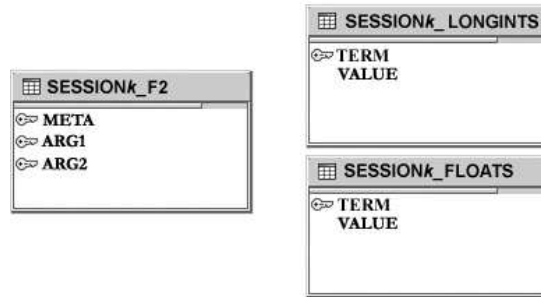 SESSIONk_F2
META
ARG1
ARG2
SESSIONk_LONGINTS
TERM
VALUE
SESSIONk_FLOATS
TERM
VALUE